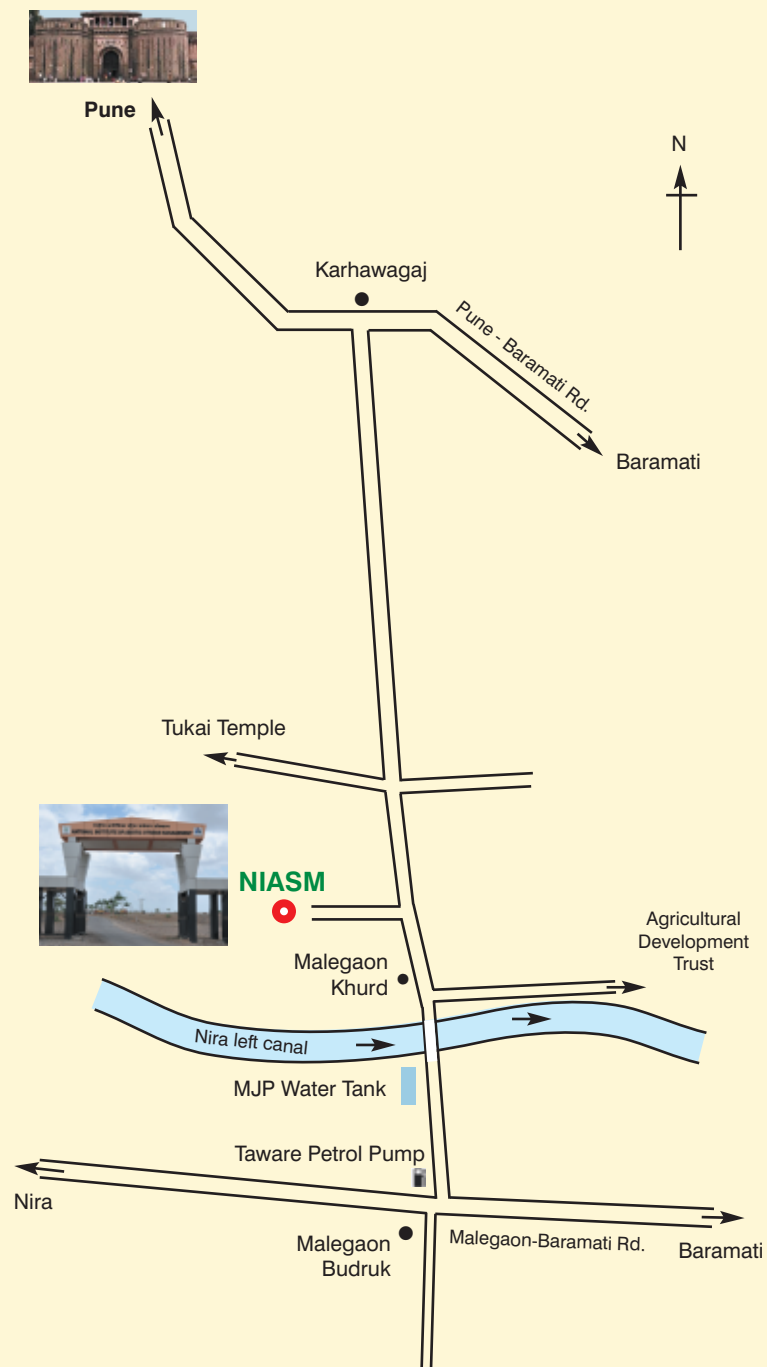 Pune
N
Karhawagaj
Pune - Baramati Rd.
Baramati
Tukai Temple
NIASM
Agricultural
Development
Trust
Malegaon
Khurd
Nira left canal
MJP Water Tank
Taware Petrol Pump
Nira
Malegaon
Budruk
Malegaon-Baramati Rd.
Baramati